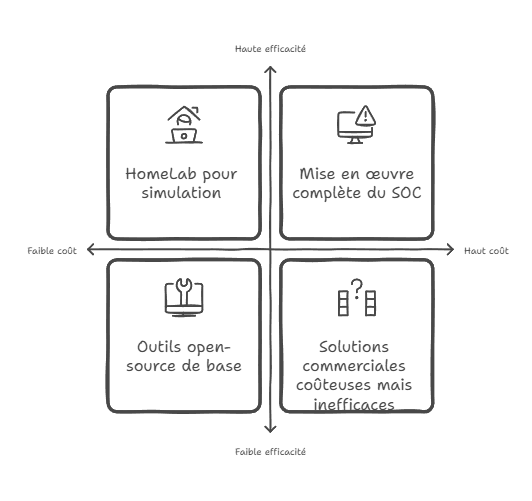 Haute efficacité
HomeLab pour
simulation
Mise en œuvre
complète du SOC
Faible coût
Haut coût
Outils open-
source de base
Solutions
commerciales
coûteuses mais
inefficaces
Faible efficacité